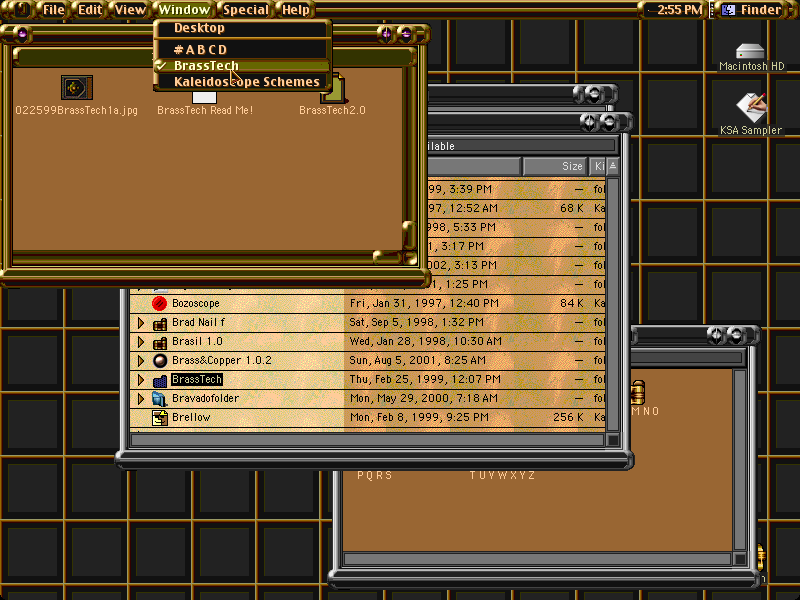 File Edit View Window Special Help 2:55 PM Finder
Desktop
#ABCD
BrassTech
Kaleidoscope Schemes
022599BrassTech1a.jpg BrassTech Read Me! BrassTech2.0
Macintosh HD
KSA Sampler
ilable
Size Ki
99, 3:39 PM — fol
97, 12:52 AM 68 K Ka
998, 5:33 PM — fol
1, 3:17 PM — fol
002, 3:13 PM — fol
1, 1:25 PM — fol
Bozoscope Fri, Jan 31, 1997, 12:40 PM 84 K Ka
Brad Nail f Sat, Sep 5, 1998, 1:32 PM — fol
Brasil 1.0 Wed, Jan 28, 1998, 10:30 AM — fol
Brass&Copper 1.0.2 Sun, Aug 5, 2001, 8:25 AM — fol
BrassTech Thu, Feb 25, 1999, 12:07 PM — fol
Bravadofolder Mon, May 29, 2000, 7:18 AM — fol
Brellow Mon, Feb 8, 1999, 9:25 PM 256 K Ka
MNO
PQRS TUYWXYZ